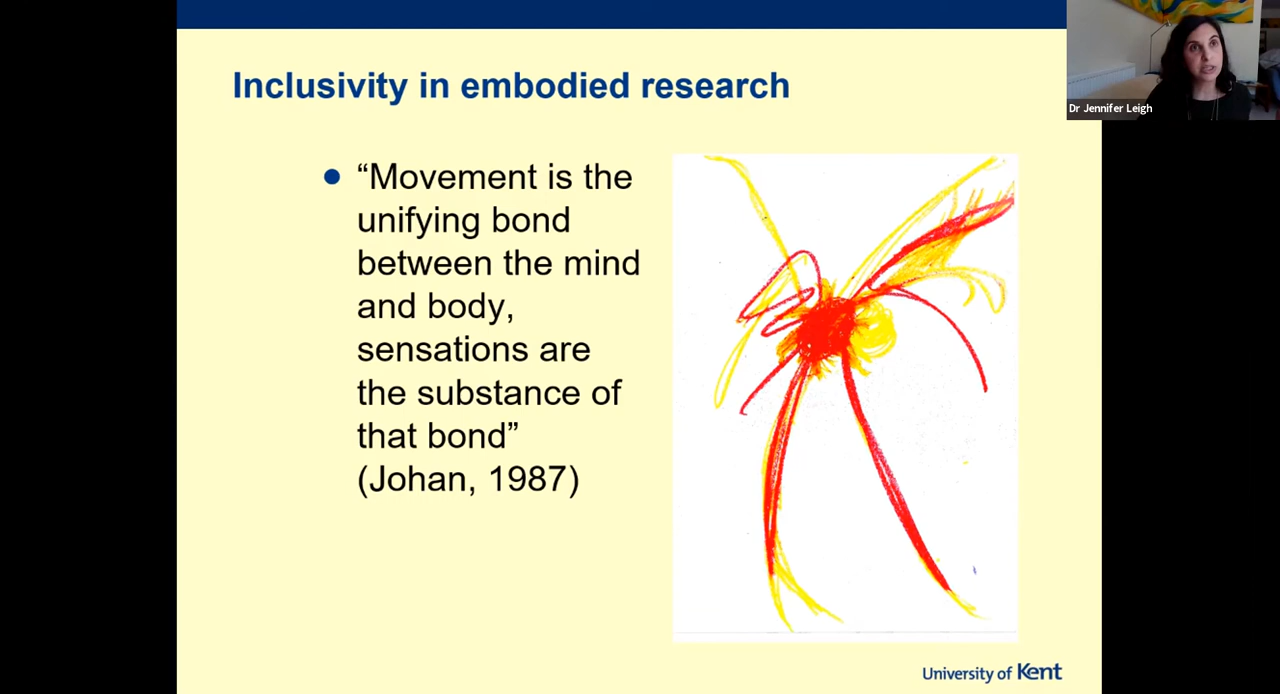 Inclusivity in embodied research
Dr Jennifer Leigh
● “Movement is the
unifying bond
between the mind
and body,
sensations are
the substance of
that bond”
(Johan, 1987)
University of Kent